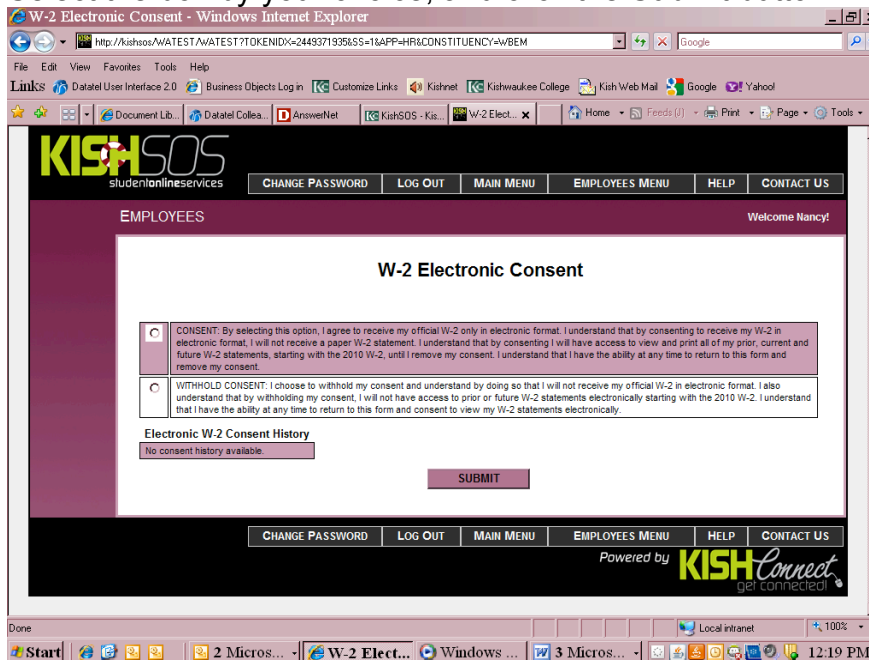 W-2 Electronic Consent - Windows Internet Explorer
http://kishsos/WATEST/WATEST?TOKENIDX=2449371935&SS=1&APP=HR&CONSTITUENCY=WBEM
Google
File Edit View Favorites Tools Help
Links Datatel User Interface 2.0 Business Objects Log in Customize Links Kishnet Kishwaukee College Kish Web Mail Google Yahoo!
Document Lib... Datatel Collea... AnswerNet KishSOS - Kis... W-2 Elect... Home Feeds (J) Print Page Tools
KISHSOS
studentonlineservices
CHANGE PASSWORD LOG OUT MAIN MENU EMPLOYEES MENU HELP CONTACT US
EMPLOYEES Welcome Nancy!
W-2 Electronic Consent
CONSENT: By selecting this option, I agree to receive my official W-2 only in electronic format. I understand that by consenting to receive my W-2 in
electronic format, I will not receive a paper W-2 statement. I understand that by consenting I will have access to view and print all of my prior, current and
future W-2 statements, starting with the 2010 W-2, until I remove my consent. I understand that I have the ability at any time to return to this form and
remove my consent.
WITHHOLD CONSENT: I choose to withhold my consent and understand by doing so that I will not receive my official W-2 in electronic format. I also
understand that by withholding my consent, I will not have access to prior or future W-2 statements electronically starting with the 2010 W-2. I understand
that I have the ability at any time to return to this form and consent to view my W-2 statements electronically.
Electronic W-2 Consent History
No consent history available.
SUBMIT
CHANGE PASSWORD LOG OUT MAIN MENU EMPLOYEES MENU HELP CONTACT US
Powered by KISH Connect
get connected!
Done Local intranet 100%
Start 2 Micros... W-2 Elect... Windows ... 3 Micros... 12:19 PM